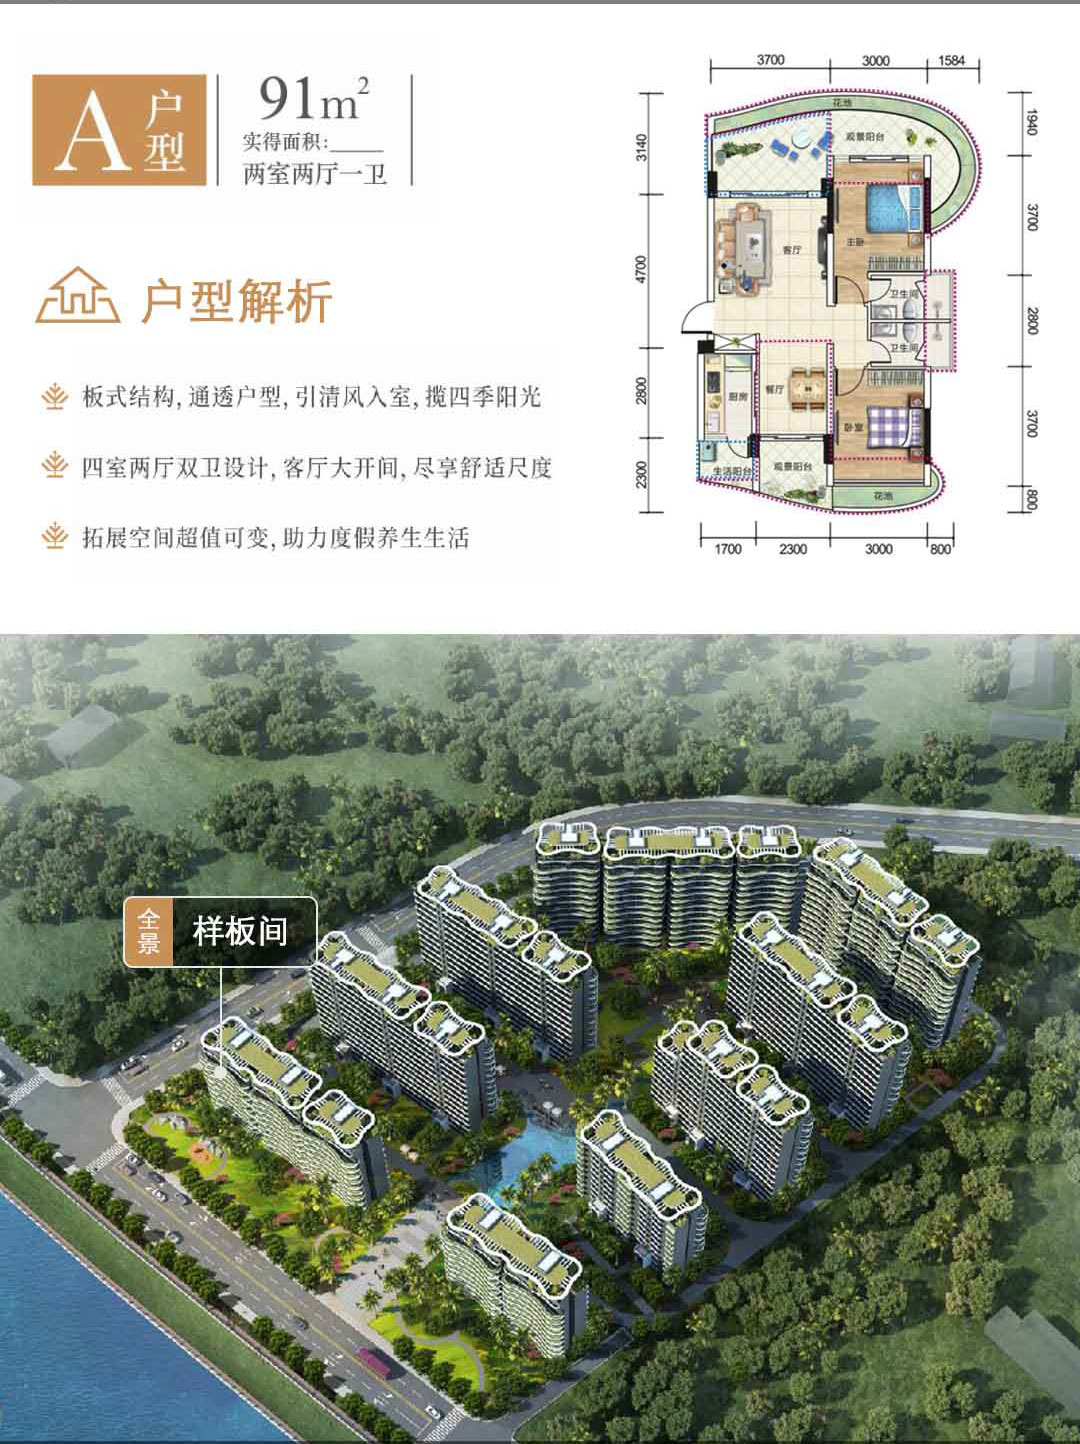 A 户型
91m²
实得面积：____
两室两厅一卫
户型解析
板式结构, 通透户型, 引清风入室, 揽四季阳光
四室两厅双卫设计, 客厅大开间, 尽享舒适尺度
拓展空间超值可变, 助力度假养生生活
3700 3000 1584
花池
观景阳台
3140
1940
客厅
主卧
4700
3700
卫生间
卫生间
2800
餐厅
厨房
卧室
2800
3700
生活阳台
观景阳台
花池
2300
800
1700 2300 3000 800
全景 样板间